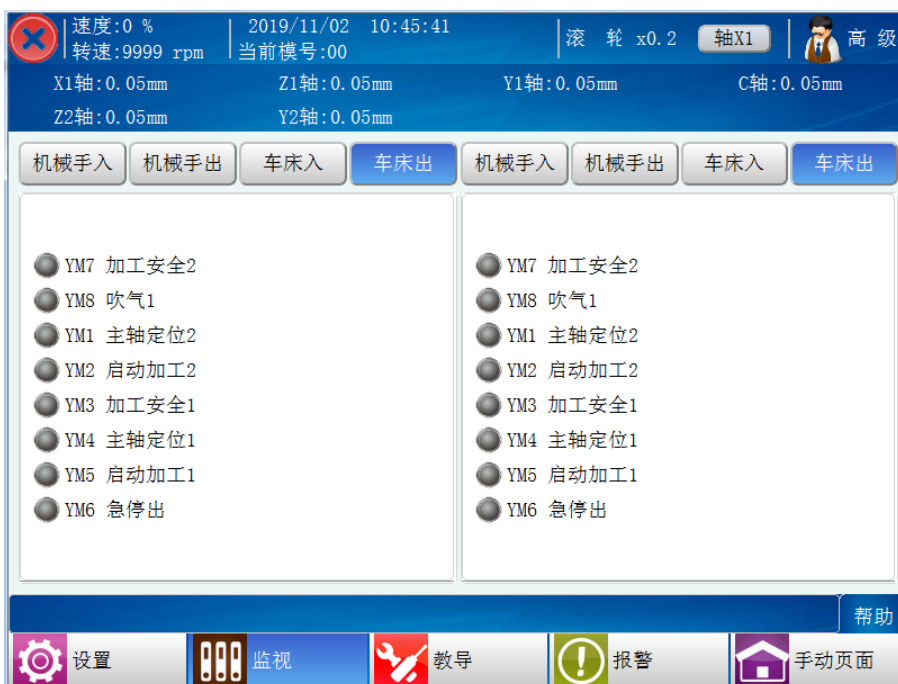 速度:0 % 2019/11/02 10:45:41 滚 轮 x0.2 轴X1 高 级
转速:9999 rpm 当前模号:00
X1轴:0.05mm Z1轴:0.05mm Y1轴:0.05mm C轴:0.05mm
Z2轴:0.05mm Y2轴:0.05mm
机械手入 机械手出 车床入 车床出 机械手入 机械手出 车床入 车床出
YM7 加工安全2 YM7 加工安全2
YM8 吹气1 YM8 吹气1
YM1 主轴定位2 YM1 主轴定位2
YM2 启动加工2 YM2 启动加工2
YM3 加工安全1 YM3 加工安全1
YM4 主轴定位1 YM4 主轴定位1
YM5 启动加工1 YM5 启动加工1
YM6 急停出 YM6 急停出
帮助
设置 监视 教导 报警 手动页面